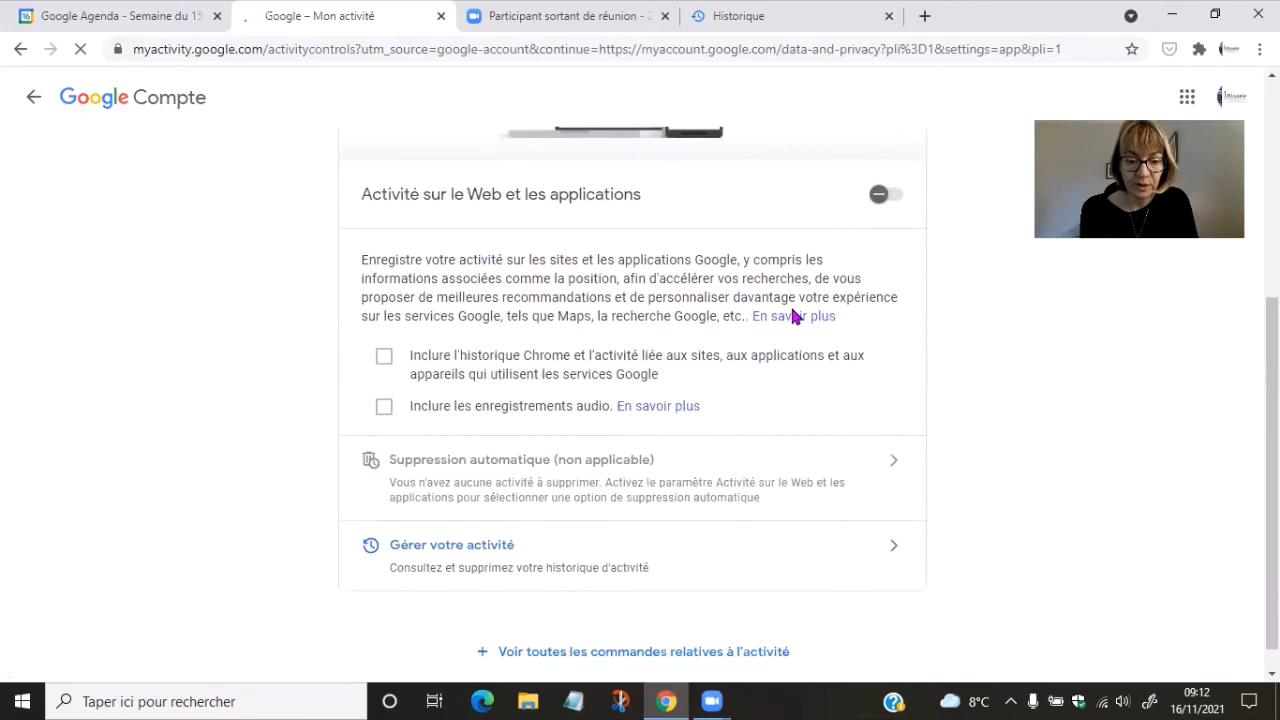 Google Agenda - Semaine du 15
Google – Mon activité
Participant sortant de réunion - Z
Historique
myactivity.google.com/activitycontrols?utm_source=google-account&continue=https://myaccount.google.com/data-and-privacy?pli%3D1&settings=app&pli=1
Google Compte
Activité sur le Web et les applications
Enregistre votre activité sur les sites et les applications Google, y compris les
informations associées comme la position, afin d'accélérer vos recherches, de vous
proposer de meilleures recommandations et de personnaliser davantage votre expérience
sur les services Google, tels que Maps, la recherche Google, etc.. En savoir plus
Inclure l'historique Chrome et l'activité liée aux sites, aux applications et aux
appareils qui utilisent les services Google
Inclure les enregistrements audio. En savoir plus
Suppression automatique (non applicable)
Vous n'avez aucune activité à supprimer. Activez le paramètre Activité sur le Web et les
applications pour sélectionner une option de suppression automatique
Gérer votre activité
Consultez et supprimez votre historique d'activité
+ Voir toutes les commandes relatives à l'activité
Taper ici pour rechercher
8°C
09:12
16/11/2021